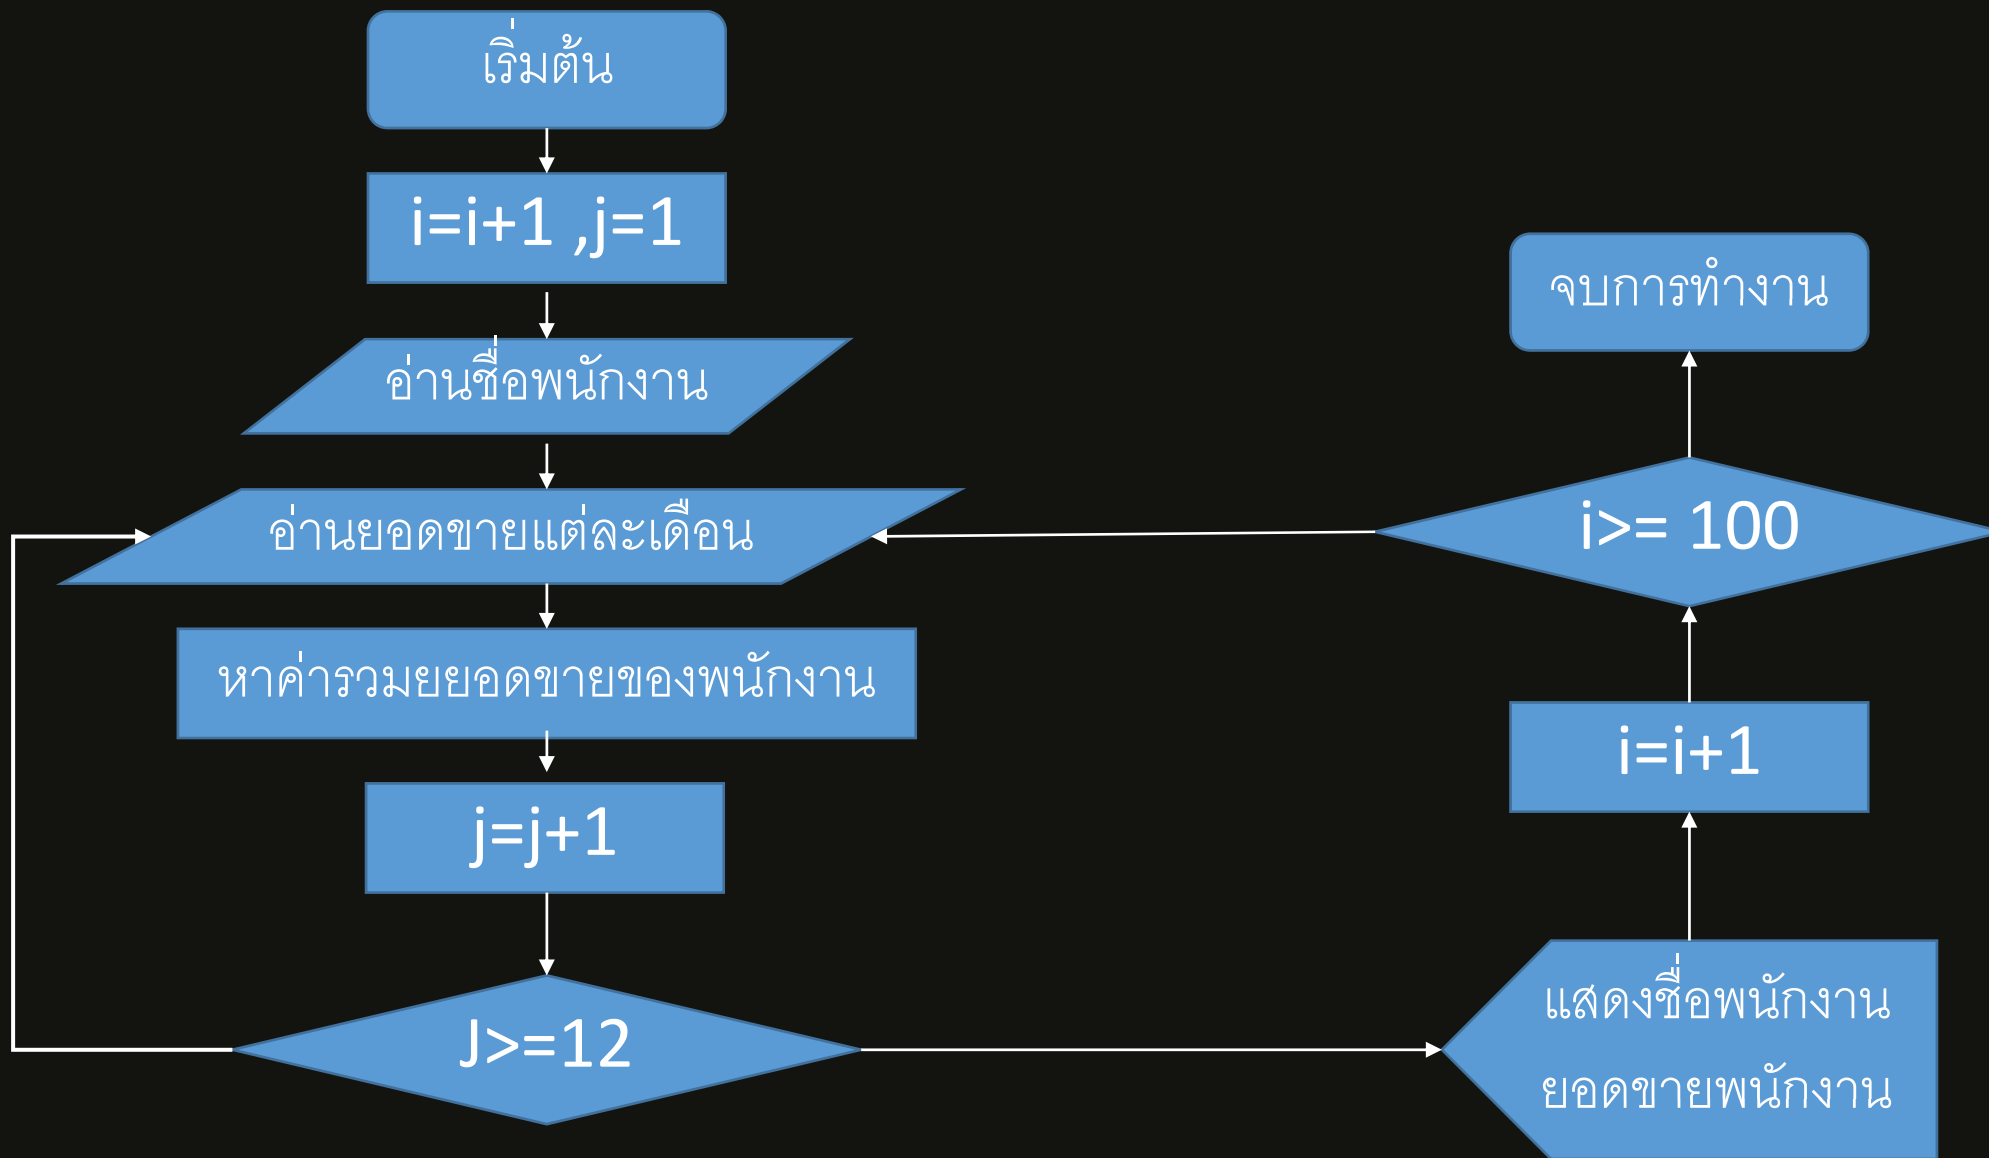 เริ่มต้น
i=i+1 ,j=1
อ่านชื่อพนักงาน
อ่านยอดขายแต่ละเดือน
หาค่ารวมยยอดขายของพนักงาน
j=j+1
J>=12
แสดงชื่อพนักงาน
ยอดขายพนักงาน
i=i+1
i>= 100
จบการทำงาน